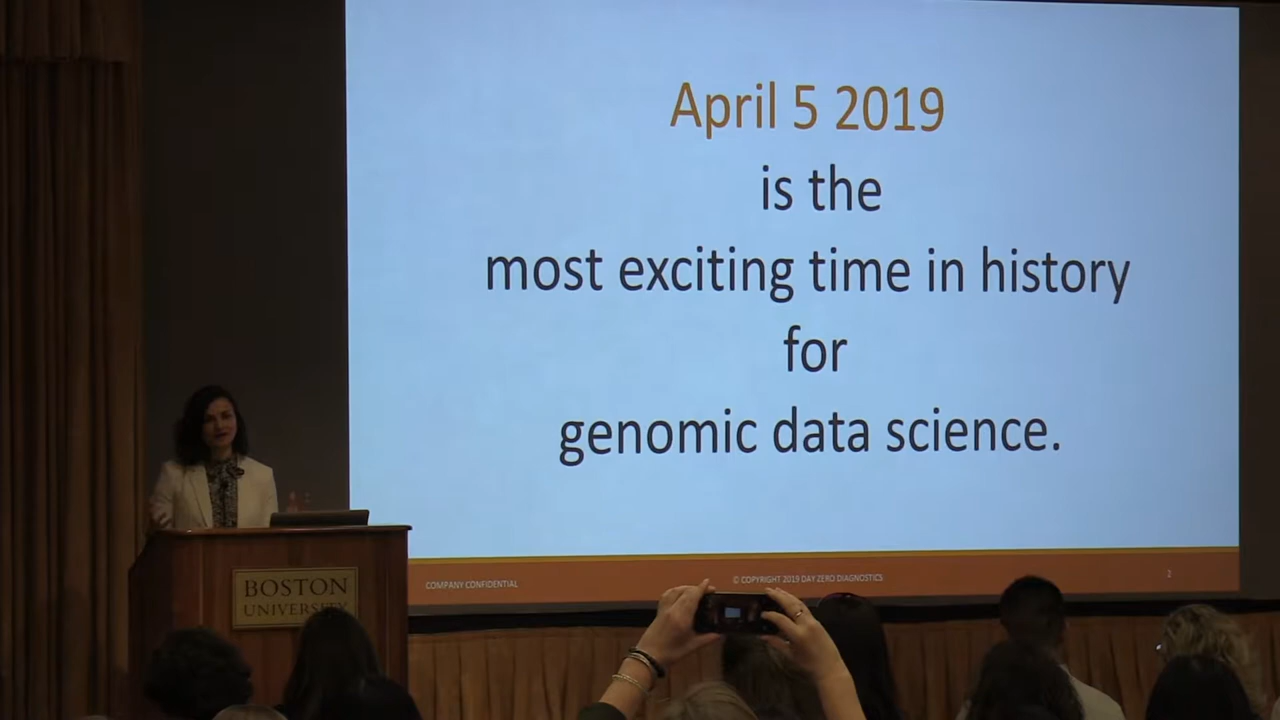 April 5 2019
is the
most exciting time in history
for
genomic data science.
COMPANY CONFIDENTIAL
© COPYRIGHT 2019 DAY ZERO DIAGNOSTICS
2
BOSTON
UNIVERSITY